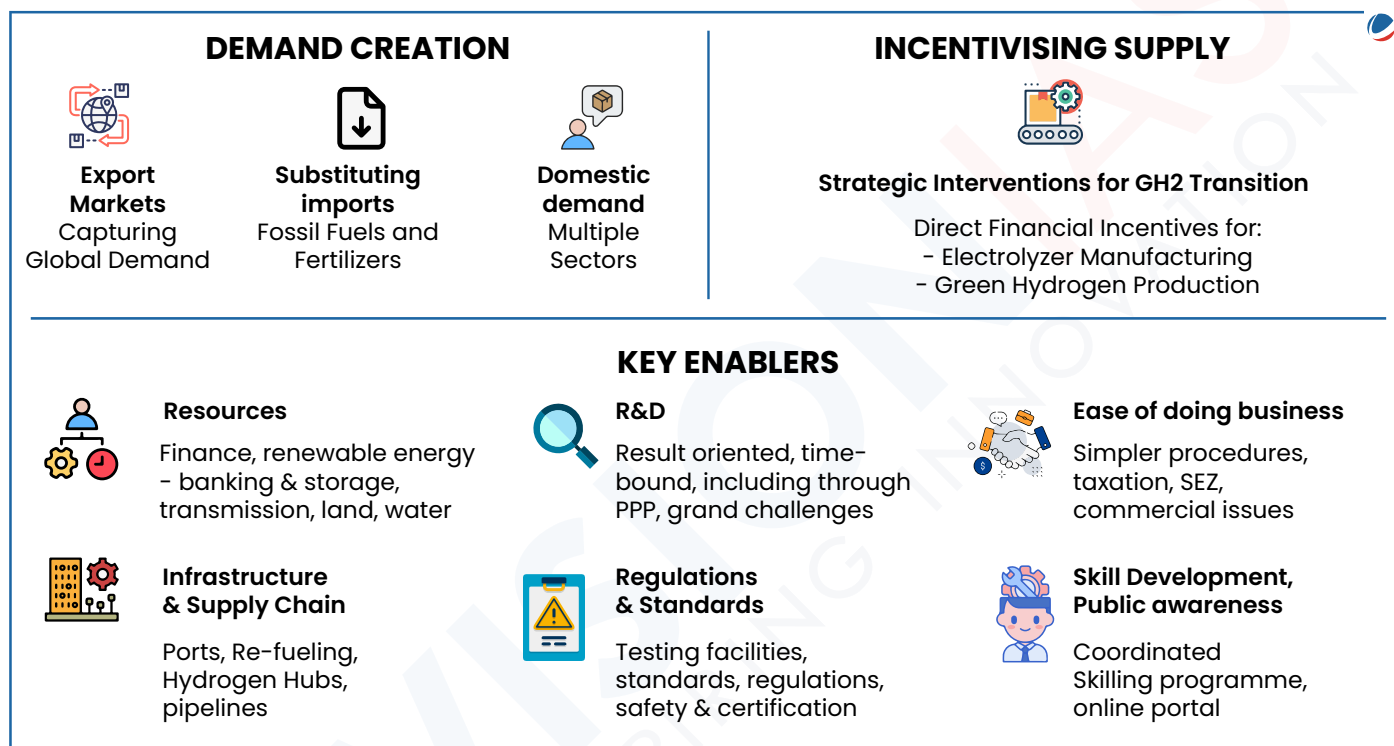 DEMAND CREATION
Export
Markets
Capturing
Global Demand
Substituting
imports
Fossil Fuels and
Fertilizers
Domestic
demand
Multiple
Sectors
INCENTIVISING SUPPLY
Strategic Interventions for GH2 Transition
Direct Financial Incentives for:
- Electrolyzer Manufacturing
- Green Hydrogen Production
KEY ENABLERS
Resources
Finance, renewable energy
- banking & storage,
transmission, land, water
R&D
Result oriented, time-
bound, including through
PPP, grand challenges
Ease of doing business
Simpler procedures,
taxation, SEZ,
commercial issues
Infrastructure
& Supply Chain
Ports, Re-fueling,
Hydrogen Hubs,
pipelines
Regulations
& Standards
Testing facilities,
standards, regulations,
safety & certification
Skill Development,
Public awareness
Coordinated
Skilling programme,
online portal
VISION IAS
INNOVATION